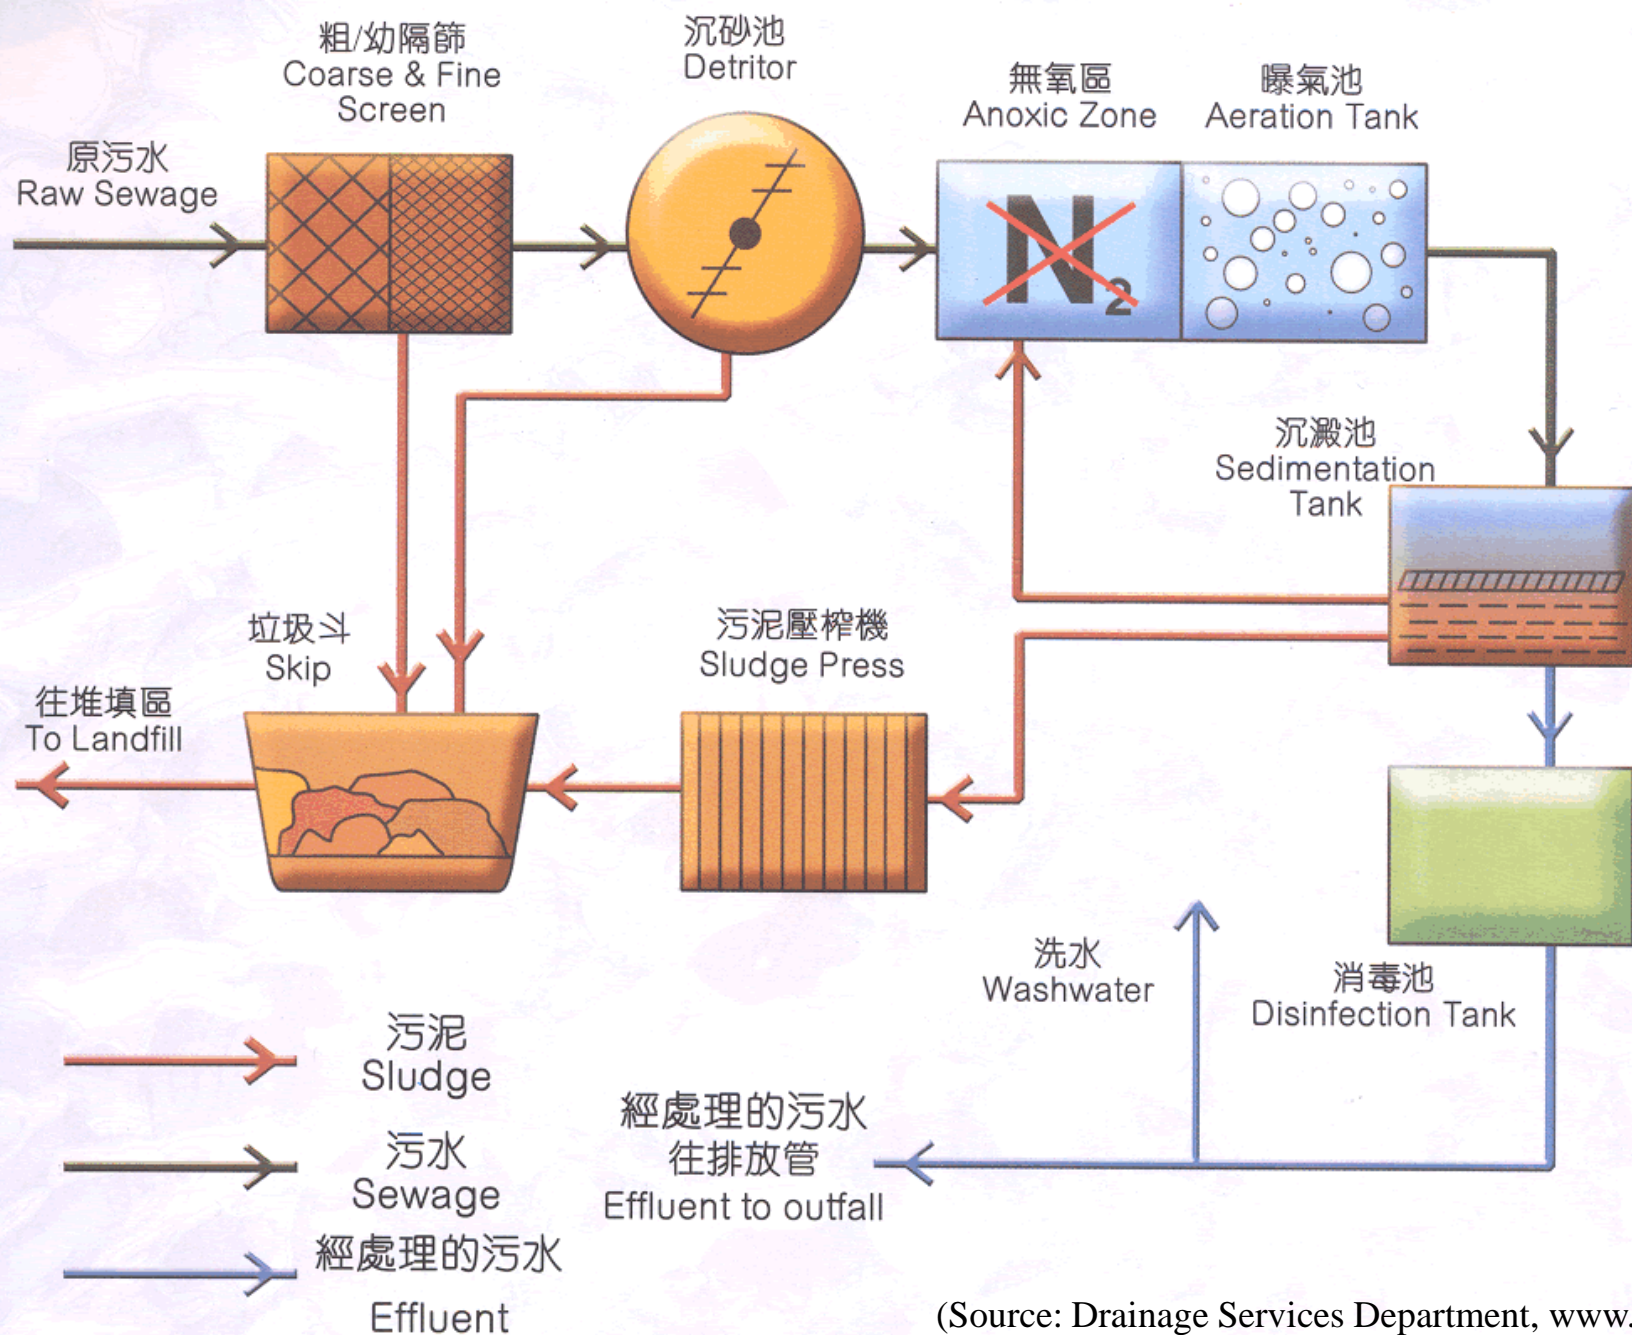 粗/幼隔篩
Coarse & Fine
Screen
沉砂池
Detritor
無氧區
Anoxic Zone
曝氣池
Aeration Tank
原污水
Raw Sewage
N2
沉澱池
Sedimentation
Tank
垃圾斗
Skip
污泥壓榨機
Sludge Press
往堆填區
To Landfill
洗水
Washwater
消毒池
Disinfection Tank
污泥
Sludge
污水
Sewage
經處理的污水
Effluent
經處理的污水
往排放管
Effluent to outfall
(Source: Drainage Services Department, www.